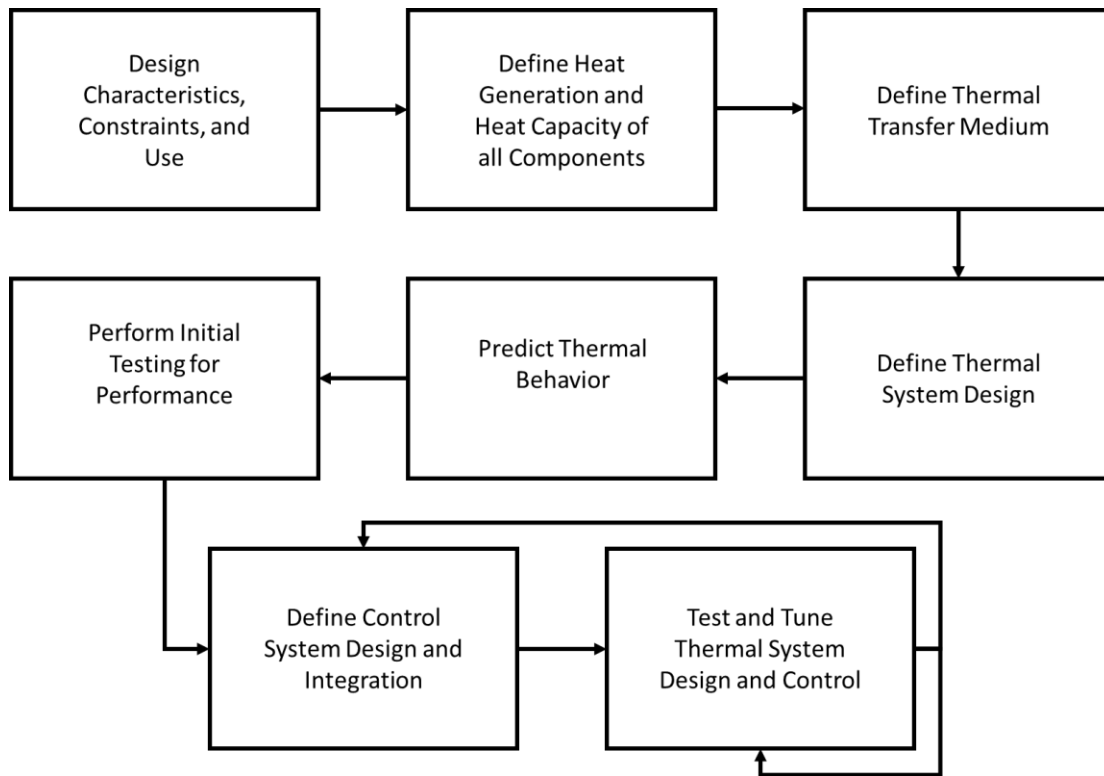 Design
Characteristics,
Constraints, and
Use
Define Heat
Generation and
Heat Capacity of
all Components
Define Thermal
Transfer Medium
Perform Initial
Testing for
Performance
Predict Thermal
Behavior
Define Thermal
System Design
Define Control
System Design and
Integration
Test and Tune
Thermal System
Design and Control